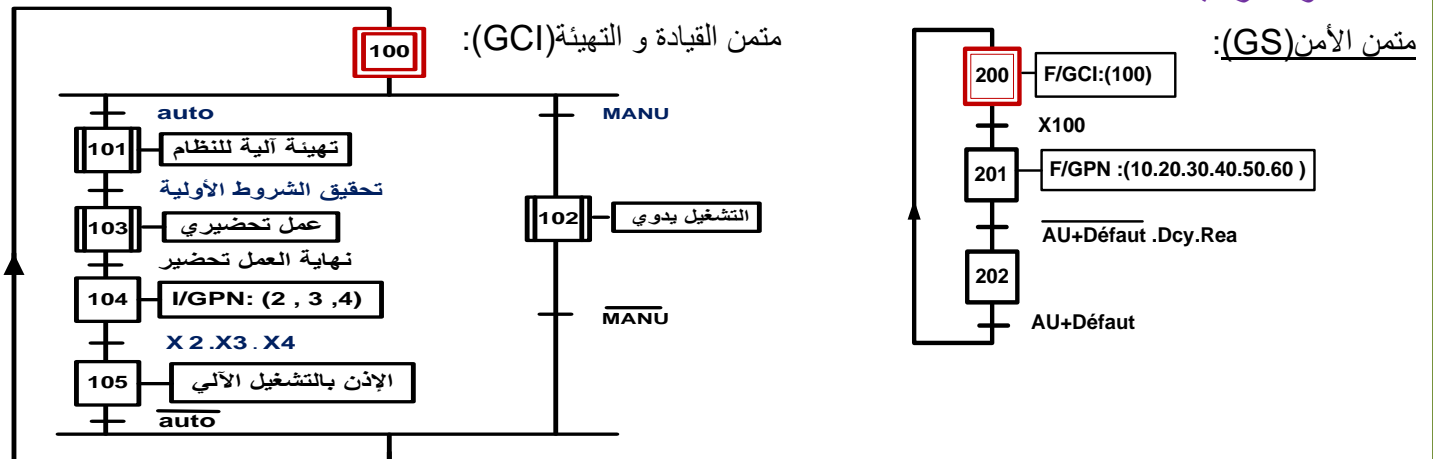 متمن القيادة و التهيئة(GCI):
100
auto
MANU
101
تهيئة آلية للنظام
تحقيق الشروط الأولية
103
عمل تحضيري
102
التشغيل يدوي
نهاية العمل تحضير
104
I/GPN: (2 , 3 ,4)
MANU
X 2 .X3 . X4
105
الإذن بالتشغيل الآلي
auto
متمن الأمن(GS):
200
F/GCI:(100)
X100
201
F/GPN :(10.20.30.40.50.60 )
AU+Défaut .Dcy.Rea
202
AU+Défaut